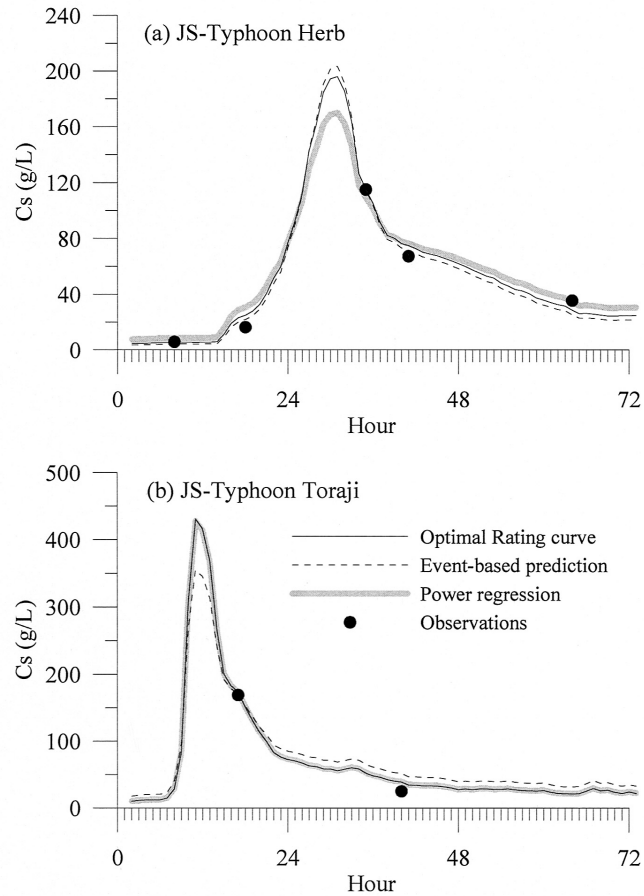 (a) JS-Typhoon Herb
240
200
160
120
80
40
0
Cs (g/L)
0 24 48 72
Hour
(b) JS-Typhoon Toraji
500
400
300
200
100
0
Cs (g/L)
Optimal Rating curve
Event-based prediction
Power regression
Observations
0 24 48 72
Hour